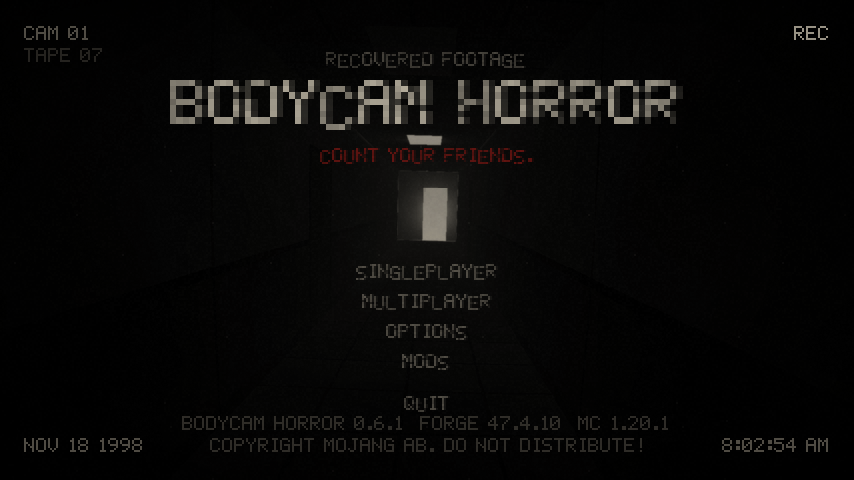 CAM 01
REC
TAPE 07
RECOVERED FOOTAGE
BODYCAM HORROR
COUNT YOUR FRIENDS.
SINGLEPLAYER
MULTIPLAYER
OPTIONS
MODS
QUIT
BODYCAM HORROR 0.6.1 FORGE 47.4.10 MC 1.20.1
NOV 18 1998
COPYRIGHT MOJANG AB. DO NOT DISTRIBUTE!
8:02:54 AM